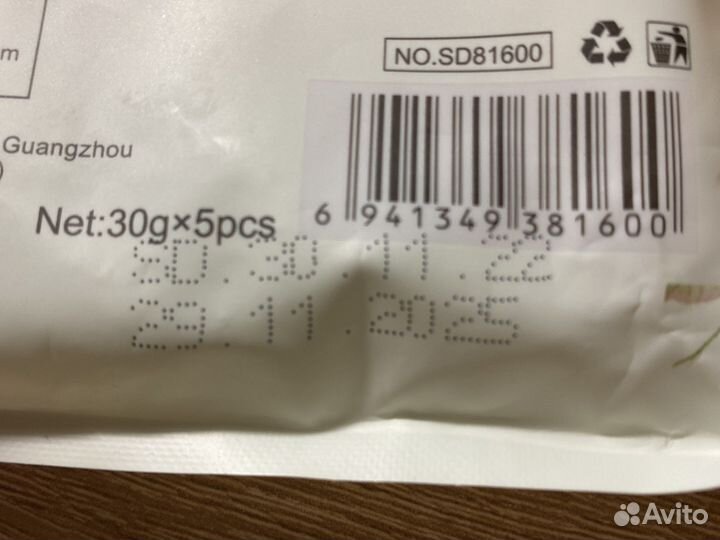 m
NO.SD81600
Guangzhou
6 941349 381600
Net:30g×5pcs
SD.30.11.22
29.11.2025
Avito